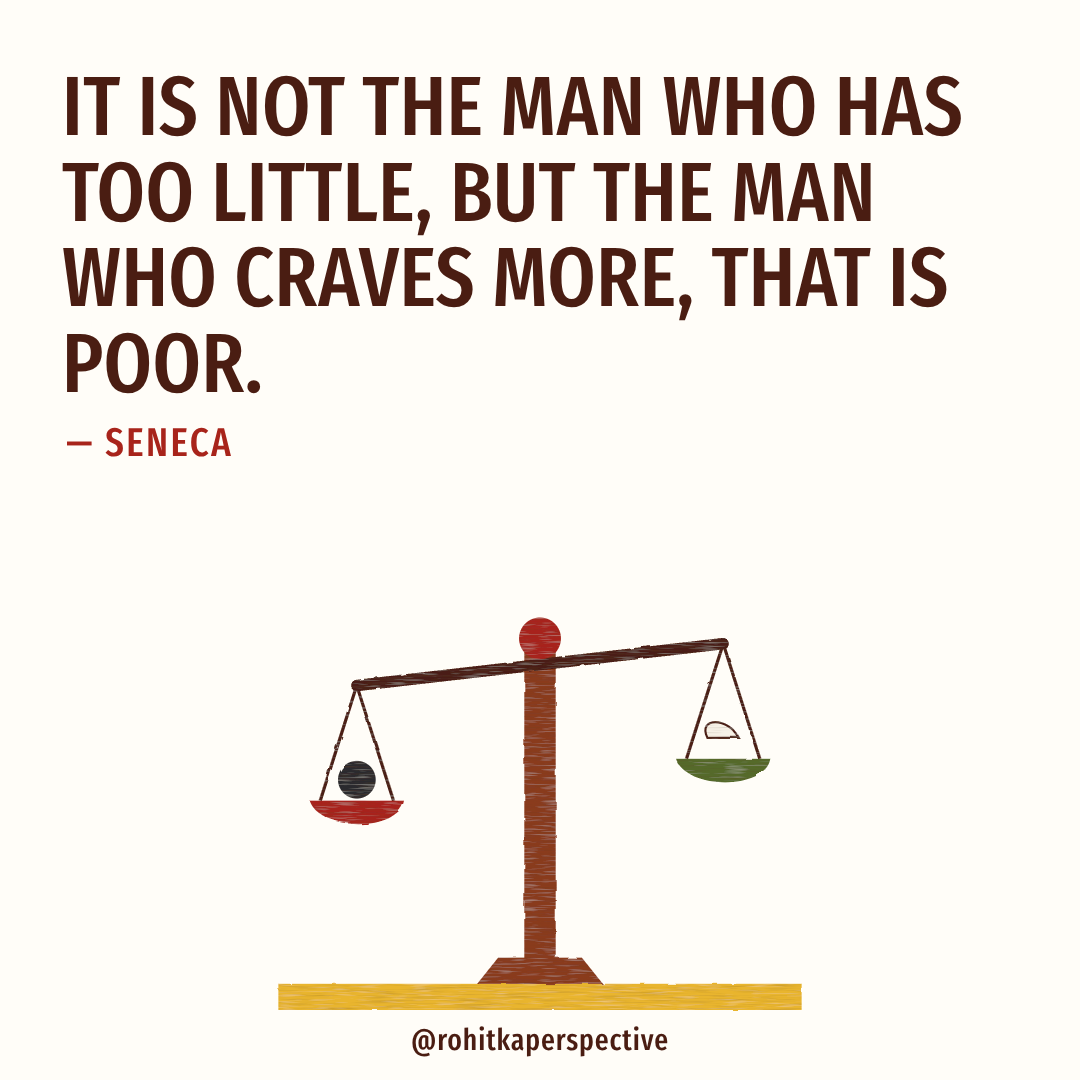 IT IS NOT THE MAN WHO HAS
TOO LITTLE, BUT THE MAN
WHO CRAVES MORE, THAT IS
POOR.
— SENECA
@rohitkaperspective